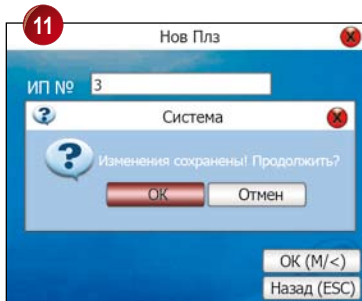 11
Нов Плз
ИП № 3
Система
Изменения сохранены! Продолжить?
OK Отмен
OK (M/<)
Назад (ESC)